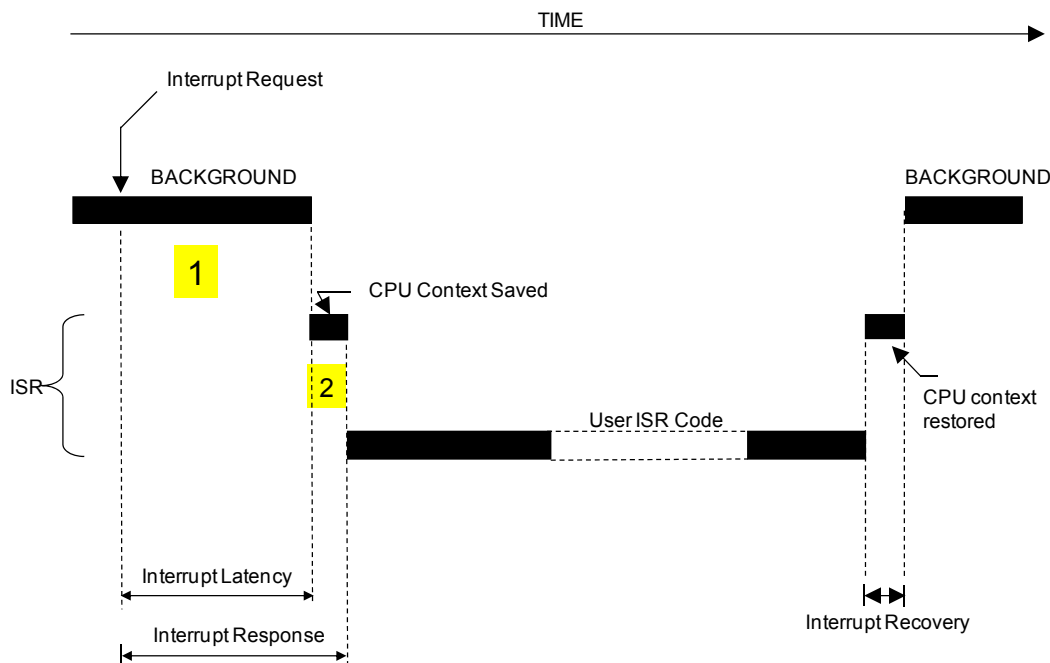 TIME
Interrupt Request
BACKGROUND
BACKGROUND
1
CPU Context Saved
ISR
2
CPU context
restored
User ISR Code
Interrupt Latency
Interrupt Recovery
Interrupt Response